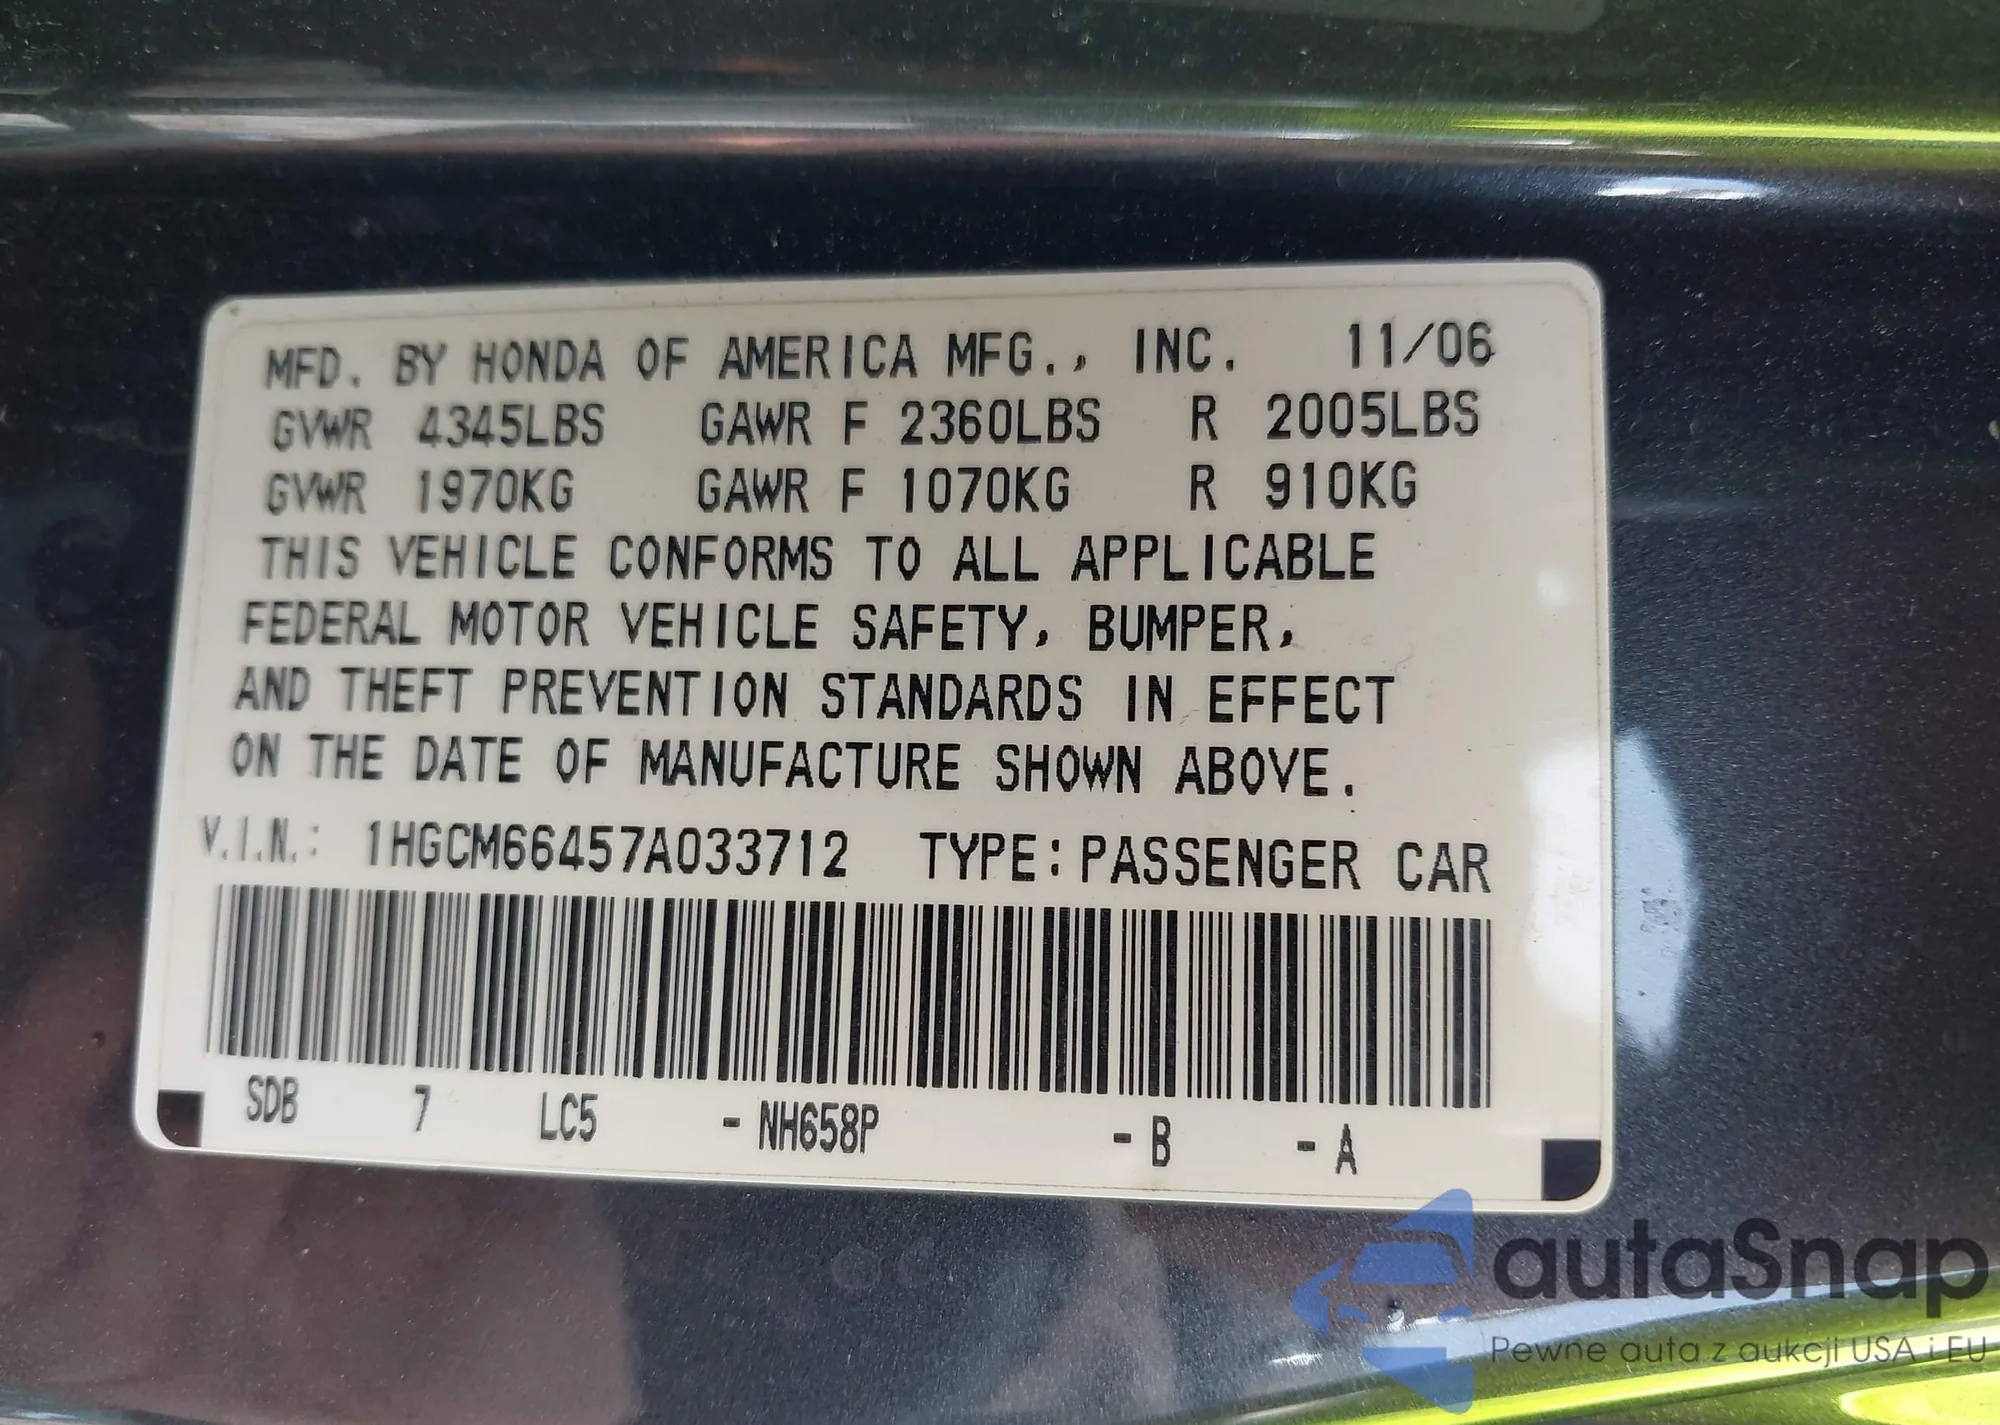 MFD. BY HONDA OF AMERICA MFG., INC. 11/06
GVWR 4345LBS GAWR F 2360LBS R 2005LBS
GVWR 1970KG GAWR F 1070KG R 910KG
THIS VEHICLE CONFORMS TO ALL APPLICABLE
FEDERAL MOTOR VEHICLE SAFETY, BUMPER,
AND THEFT PREVENTION STANDARDS IN EFFECT
ON THE DATE OF MANUFACTURE SHOWN ABOVE.
V.I.N.: 1HGCM66457A033712 TYPE:PASSENGER CAR
SDB 7 LC5 -NH658P -B -A
autaSnap
Pewne auta z aukcji USA i EU